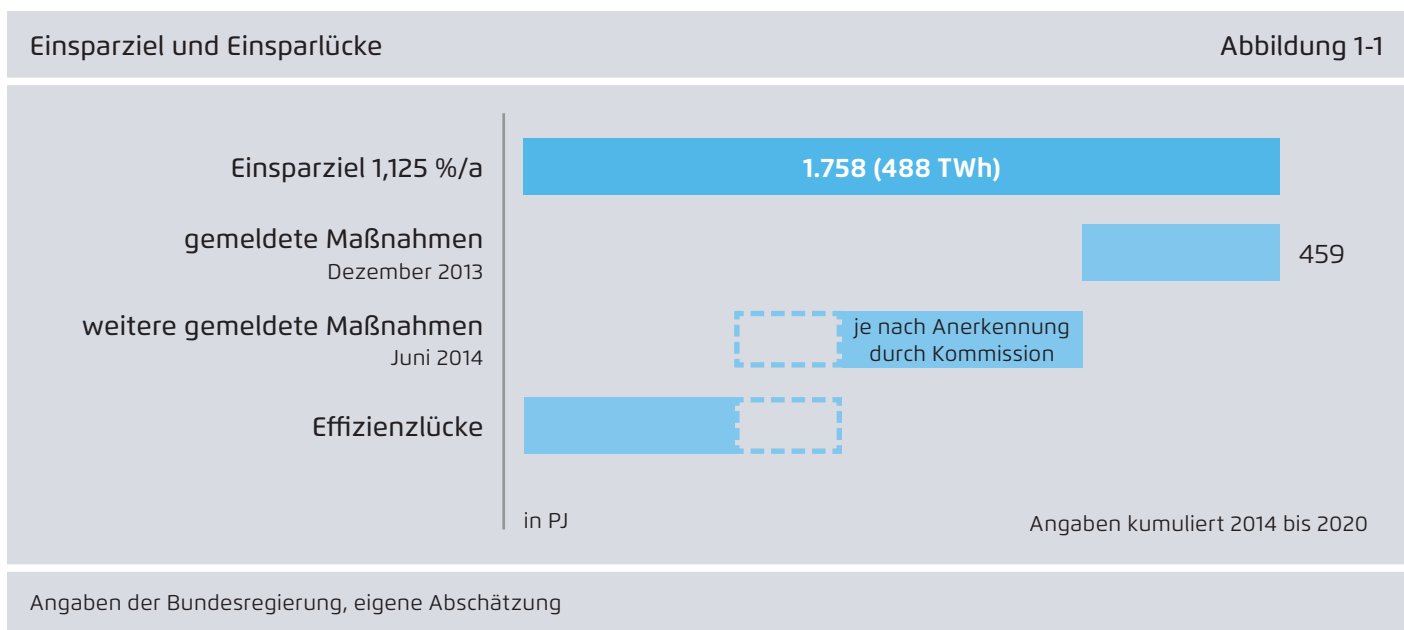 Einsparziel und Einsparlücke
Abbildung 1-1
Einsparziel 1,125 %/a
1.758 (488 TWh)
gemeldete Maßnahmen
Dezember 2013
459
weitere gemeldete Maßnahmen
Juni 2014
je nach Anerkennung
durch Kommission
Effizienzlücke
in PJ
Angaben kumuliert 2014 bis 2020
Angaben der Bundesregierung, eigene Abschätzung